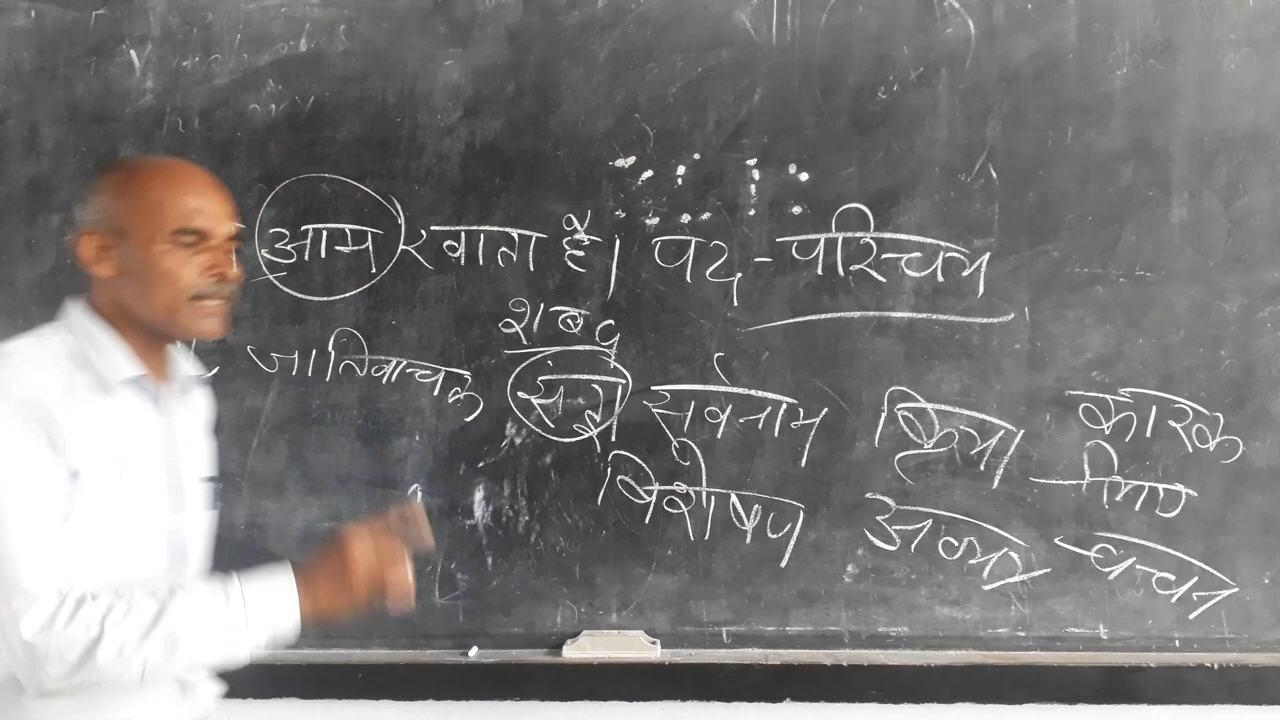 आम खाता है। पद-परिचय
शब्द
जातिवाचक संज्ञा सर्वनाम क्रिया कारक
विशेषण अव्यय लिंग
वचन